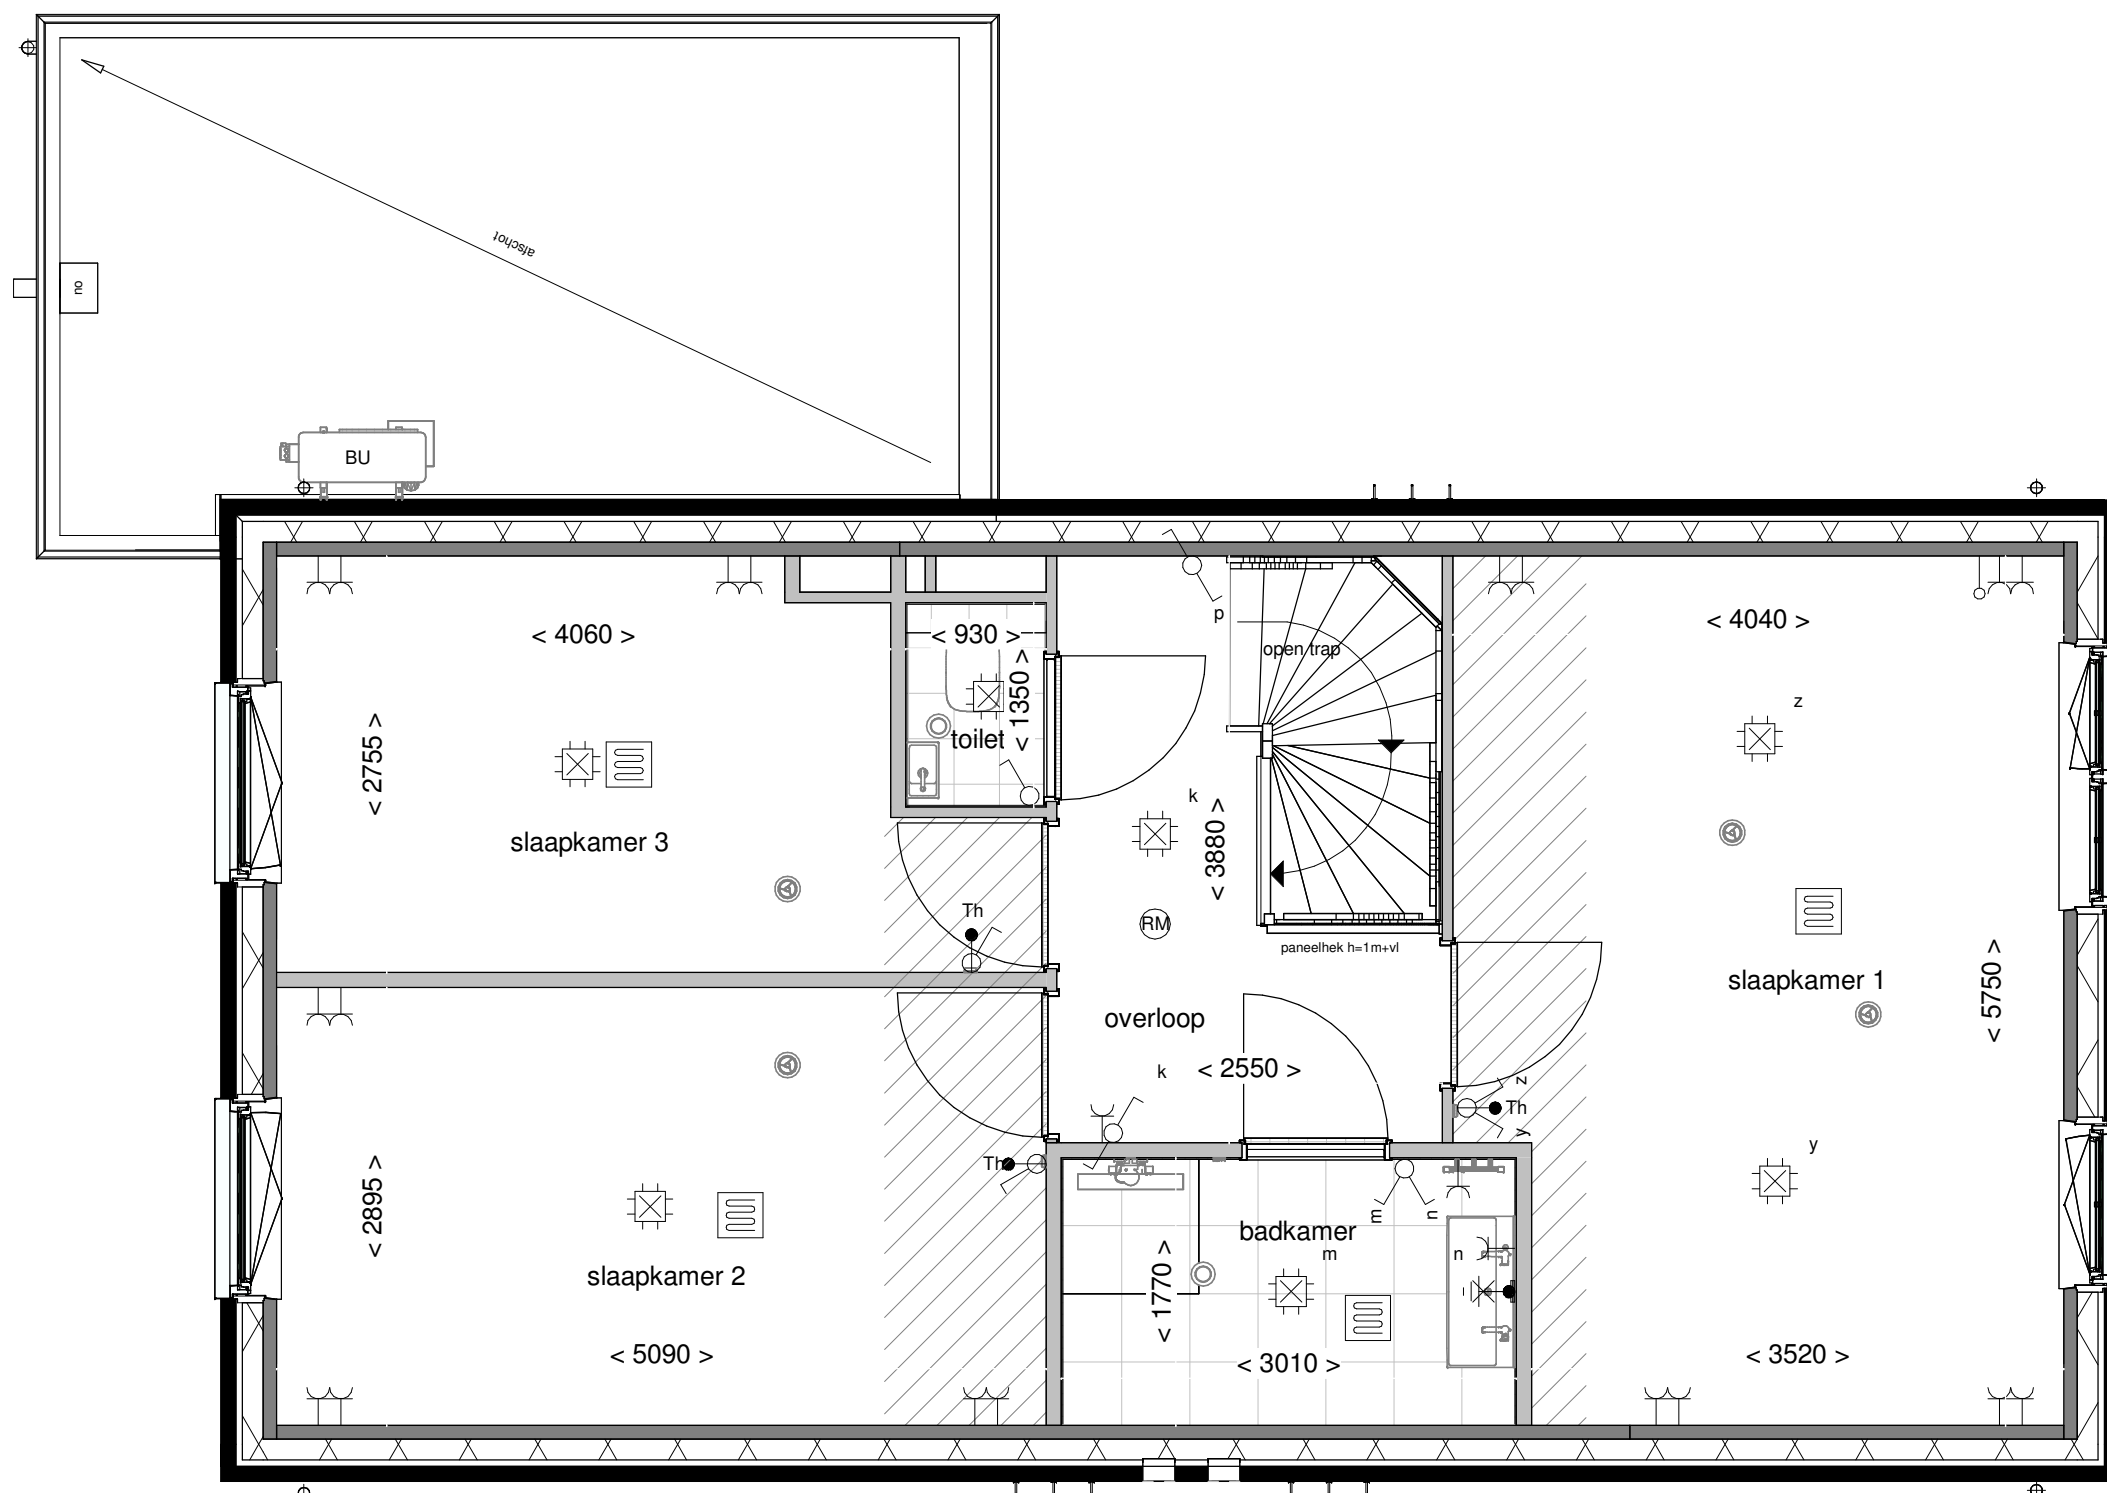 afschot
no
BU
p
< 4060 >
< 930 >
< 4040 >
open trap
< 1350 >
z
< 2755 >
toilet
k
< 3880 >
slaapkamer 3
Th
RM
paneelhek h=1m+vl
slaapkamer 1
< 5750 >
overloop
k
< 2550 >
z
Th
y
y
Th
< 2895 >
m
n
badkamer
m
n
slaapkamer 2
< 1770 >
< 5090 >
< 3010 >
< 3520 >